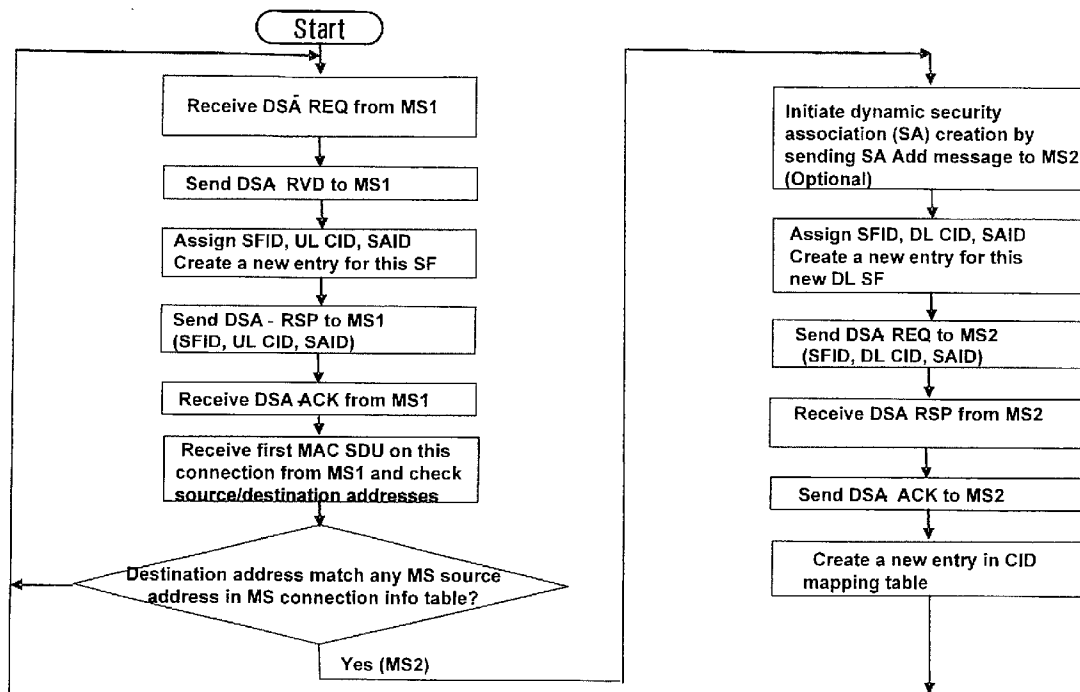 Start
Receive DSA REQ from MS1
Send DSA RVD to MS1
Assign SFID, UL CID, SAID
Create a new entry for this SF
Send DSA - RSP to MS1
(SFID, UL CID, SAID)
Receive DSA-ACK from MS1
Receive first MAC SDU on this
connection from MS1 and check
source/destination addresses
Destination address match any MS source
address in MS connection info table?
Yes (MS2)
Initiate dynamic security
association (SA) creation by
sending SA Add message to MS2
(Optional)
Assign SFID, DL CID, SAID
Create a new entry for this
new DL SF
Send DSA REQ to MS2
(SFID, DL CID, SAID)
Receive DSA RSP from MS2
Send DSA ACK to MS2
Create a new entry in CID
mapping table